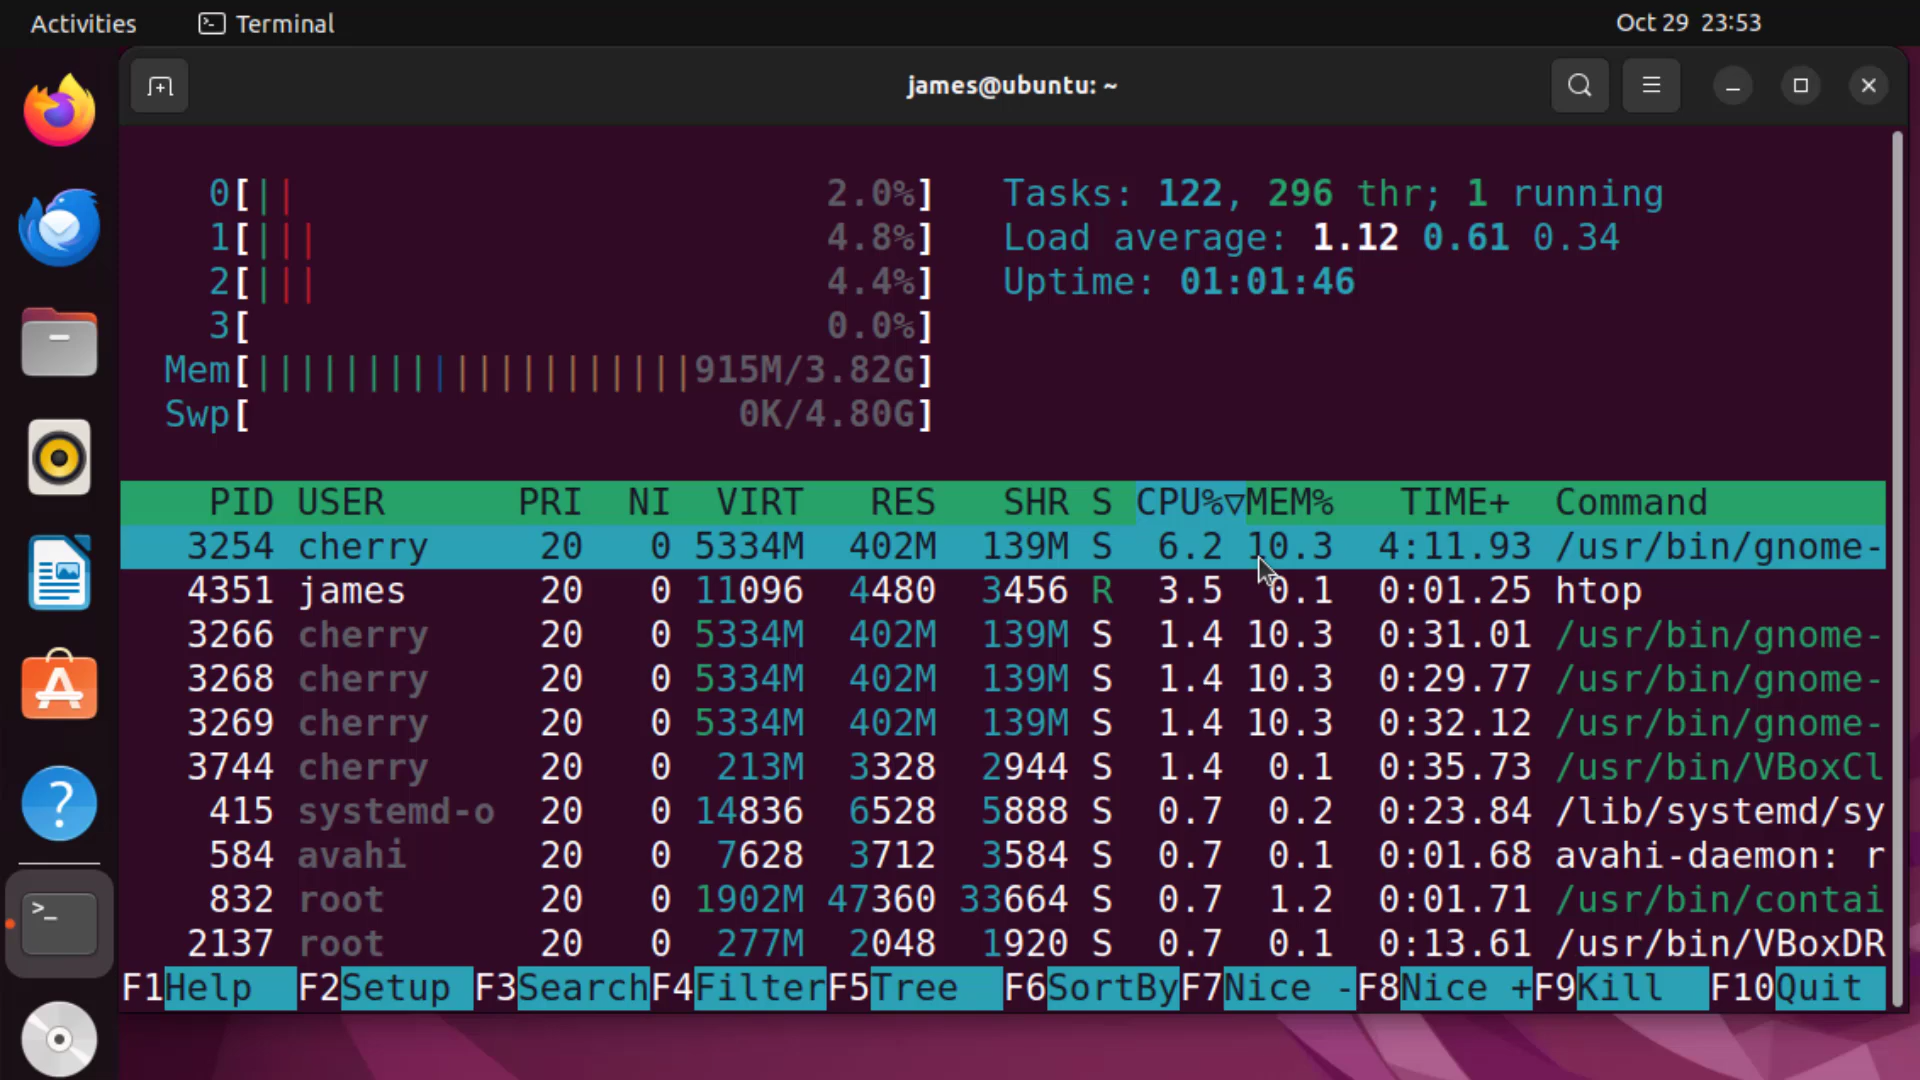 Activities Terminal Oct 29 23:53
james@ubuntu: ~
0[|| 2.0%] Tasks: 122, 296 thr; 1 running
1[||| 4.8%] Load average: 1.12 0.61 0.34
2[||| 4.4%] Uptime: 01:01:46
3[ 0.0%]
Mem[||||||||||||||||||||915M/3.82G]
Swp[ 0K/4.80G]
PID USER PRI NI VIRT RES SHR S CPU%▽MEM% TIME+ Command
3254 cherry 20 0 5334M 402M 139M S 6.2 10.3 4:11.93 /usr/bin/gnome-
4351 james 20 0 11096 4480 3456 R 3.5 0.1 0:01.25 htop
3266 cherry 20 0 5334M 402M 139M S 1.4 10.3 0:31.01 /usr/bin/gnome-
3268 cherry 20 0 5334M 402M 139M S 1.4 10.3 0:29.77 /usr/bin/gnome-
3269 cherry 20 0 5334M 402M 139M S 1.4 10.3 0:32.12 /usr/bin/gnome-
3744 cherry 20 0 213M 3328 2944 S 1.4 0.1 0:35.73 /usr/bin/VBoxCl
415 systemd-o 20 0 14836 6528 5888 S 0.7 0.2 0:23.84 /lib/systemd/sy
584 avahi 20 0 7628 3712 3584 S 0.7 0.1 0:01.68 avahi-daemon: r
832 root 20 0 1902M 47360 33664 S 0.7 1.2 0:01.71 /usr/bin/contai
2137 root 20 0 277M 2048 1920 S 0.7 0.1 0:13.61 /usr/bin/VBoxDR
F1Help F2Setup F3SearchF4FilterF5Tree F6SortByF7Nice -F8Nice +F9Kill F10Quit